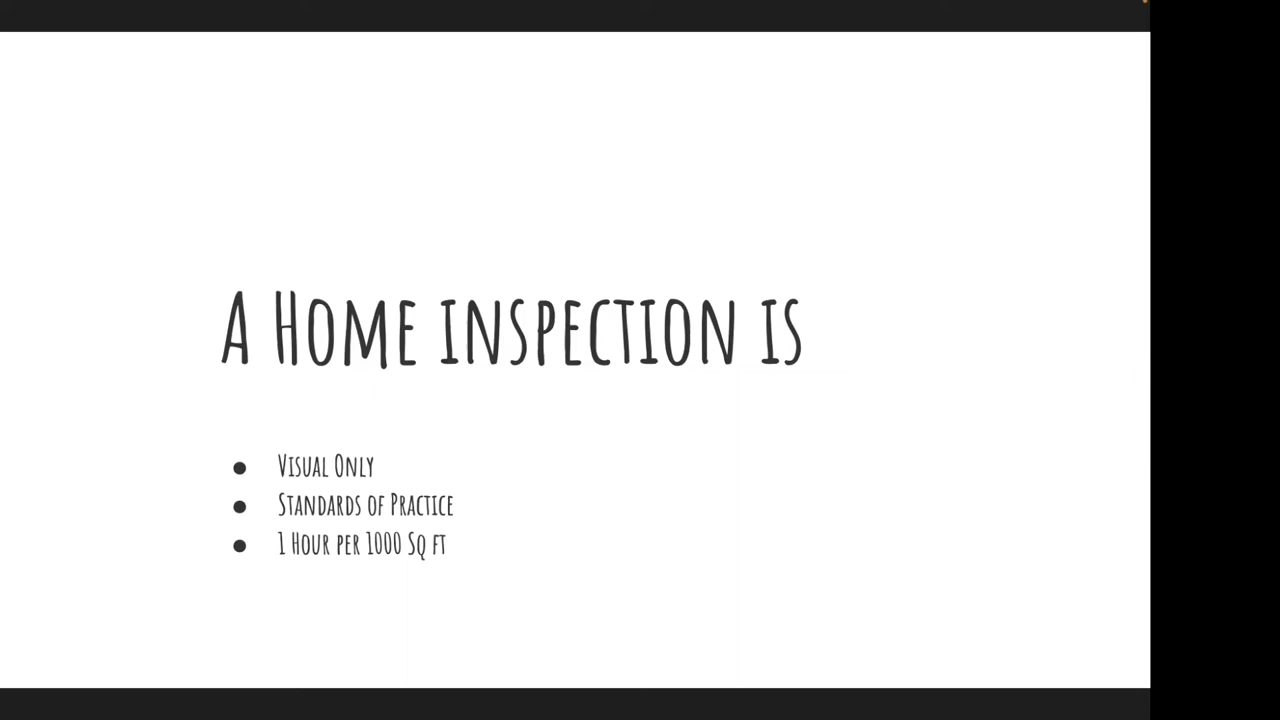 A Home inspection is
● Visual Only
● Standards of Practice
● 1 Hour per 1000 Sq ft